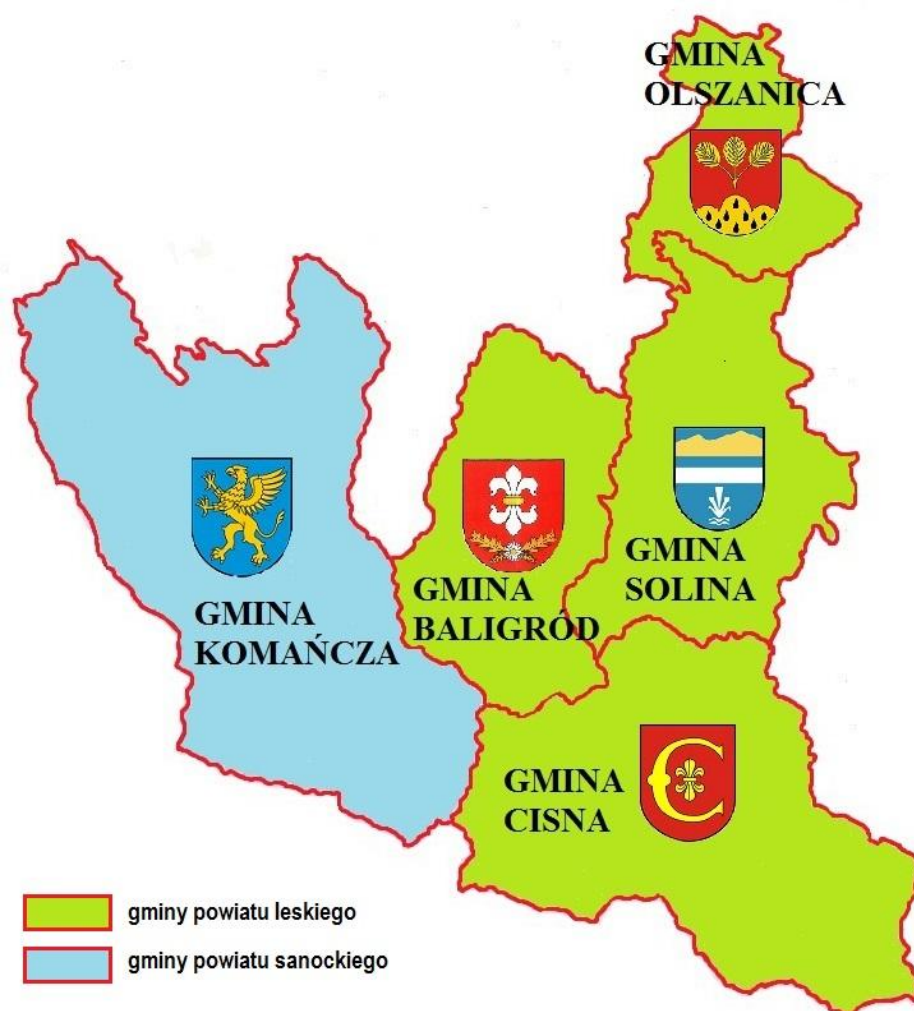 GMINA
OLSZANICA
GMINA
SOLINA
GMINA
BALIGRÓD
GMINA
KOMAŃCZA
GMINA
CISNA
gminy powiatu leskiego
gminy powiatu sanockiego